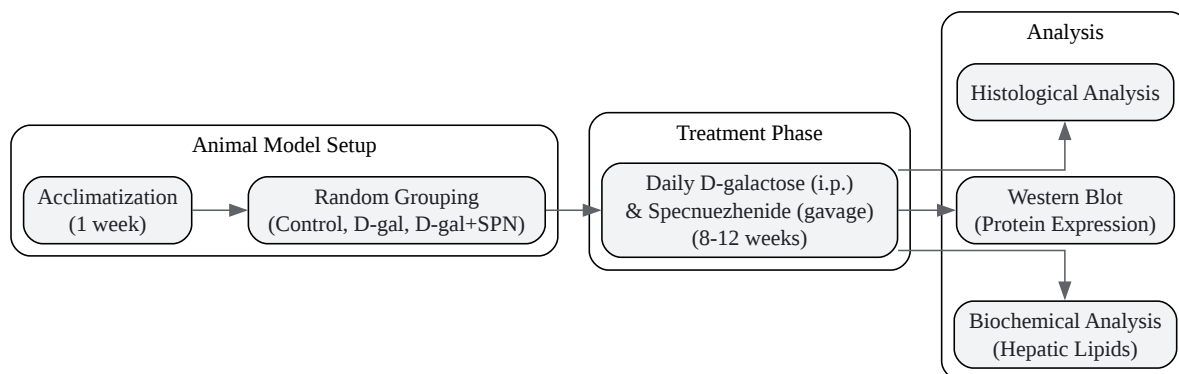 Animal Model Setup
Acclimatization
(1 week)
Random Grouping
(Control, D-gal, D-gal+SPN)
Treatment Phase
Daily D-galactose (i.p.)
& Specnuezhenide (gavage)
(8-12 weeks)
Analysis
Histological Analysis
Western Blot
(Protein Expression)
Biochemical Analysis
(Hepatic Lipids)